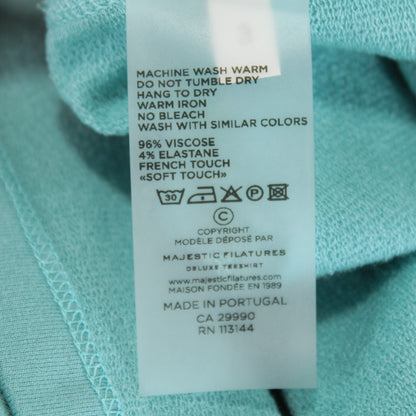 3
MACHINE WASH WARM
DO NOT TUMBLE DRY
HANG TO DRY
WARM IRON
NO BLEACH
WASH WITH SIMILAR COLORS
96% VISCOSE
4% ELASTANE
FRENCH TOUCH
«SOFT TOUCH»
30 P
©
COPYRIGHT
MODÈLE DÉPOSÉ PAR
MAJESTIC FILATURES
DELUXE TEESHIRT
www.majesticfilatures.com
MAISON FONDÉE EN 1989
MADE IN PORTUGAL
CA 29990
RN 113144